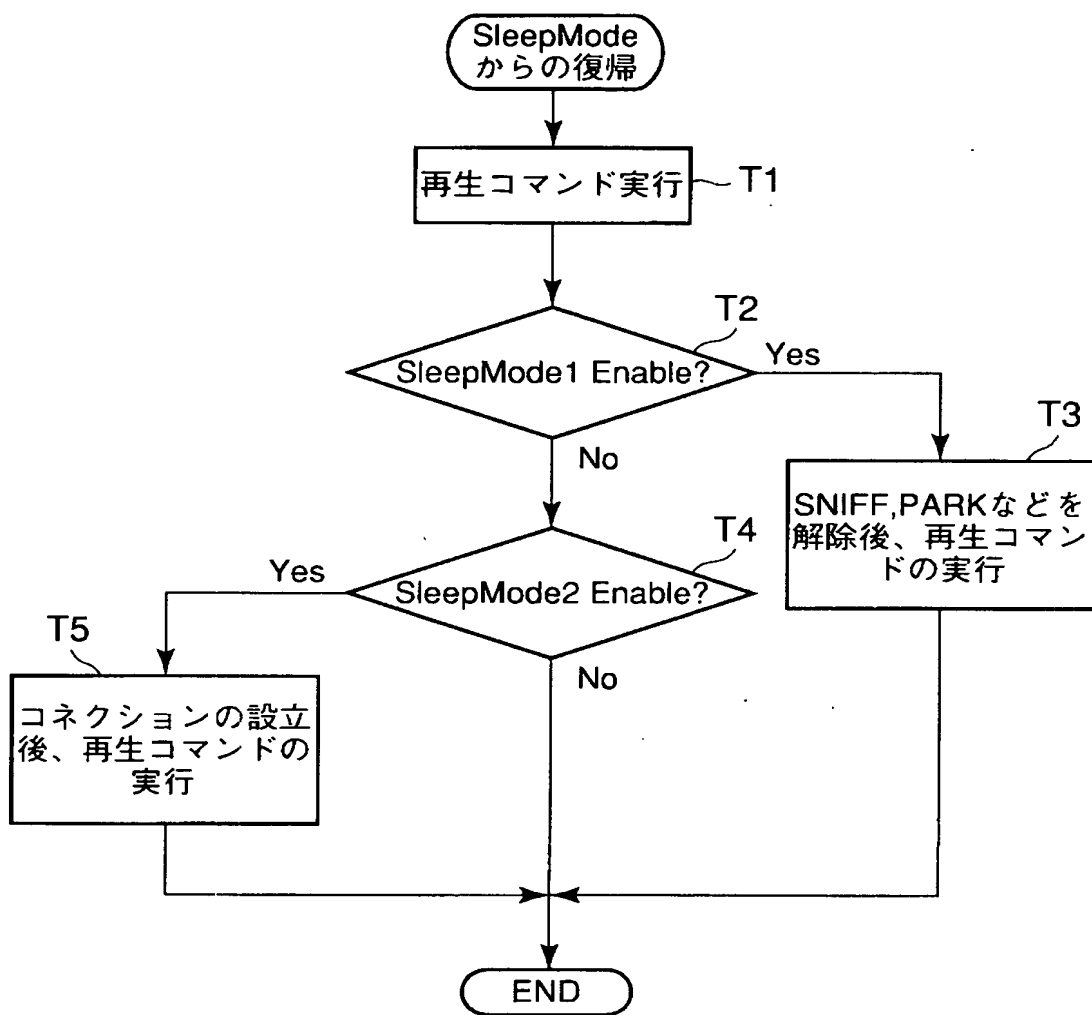 SleepMode
からの復帰
再生コマンド実行
T1
T2
SleepMode1 Enable?
Yes
No
T3
SNIFF,PARKなどを
解除後、再生コマン
ドの実行
T4
SleepMode2 Enable?
Yes
No
T5
コネクションの設立
後、再生コマンドの
実行
END